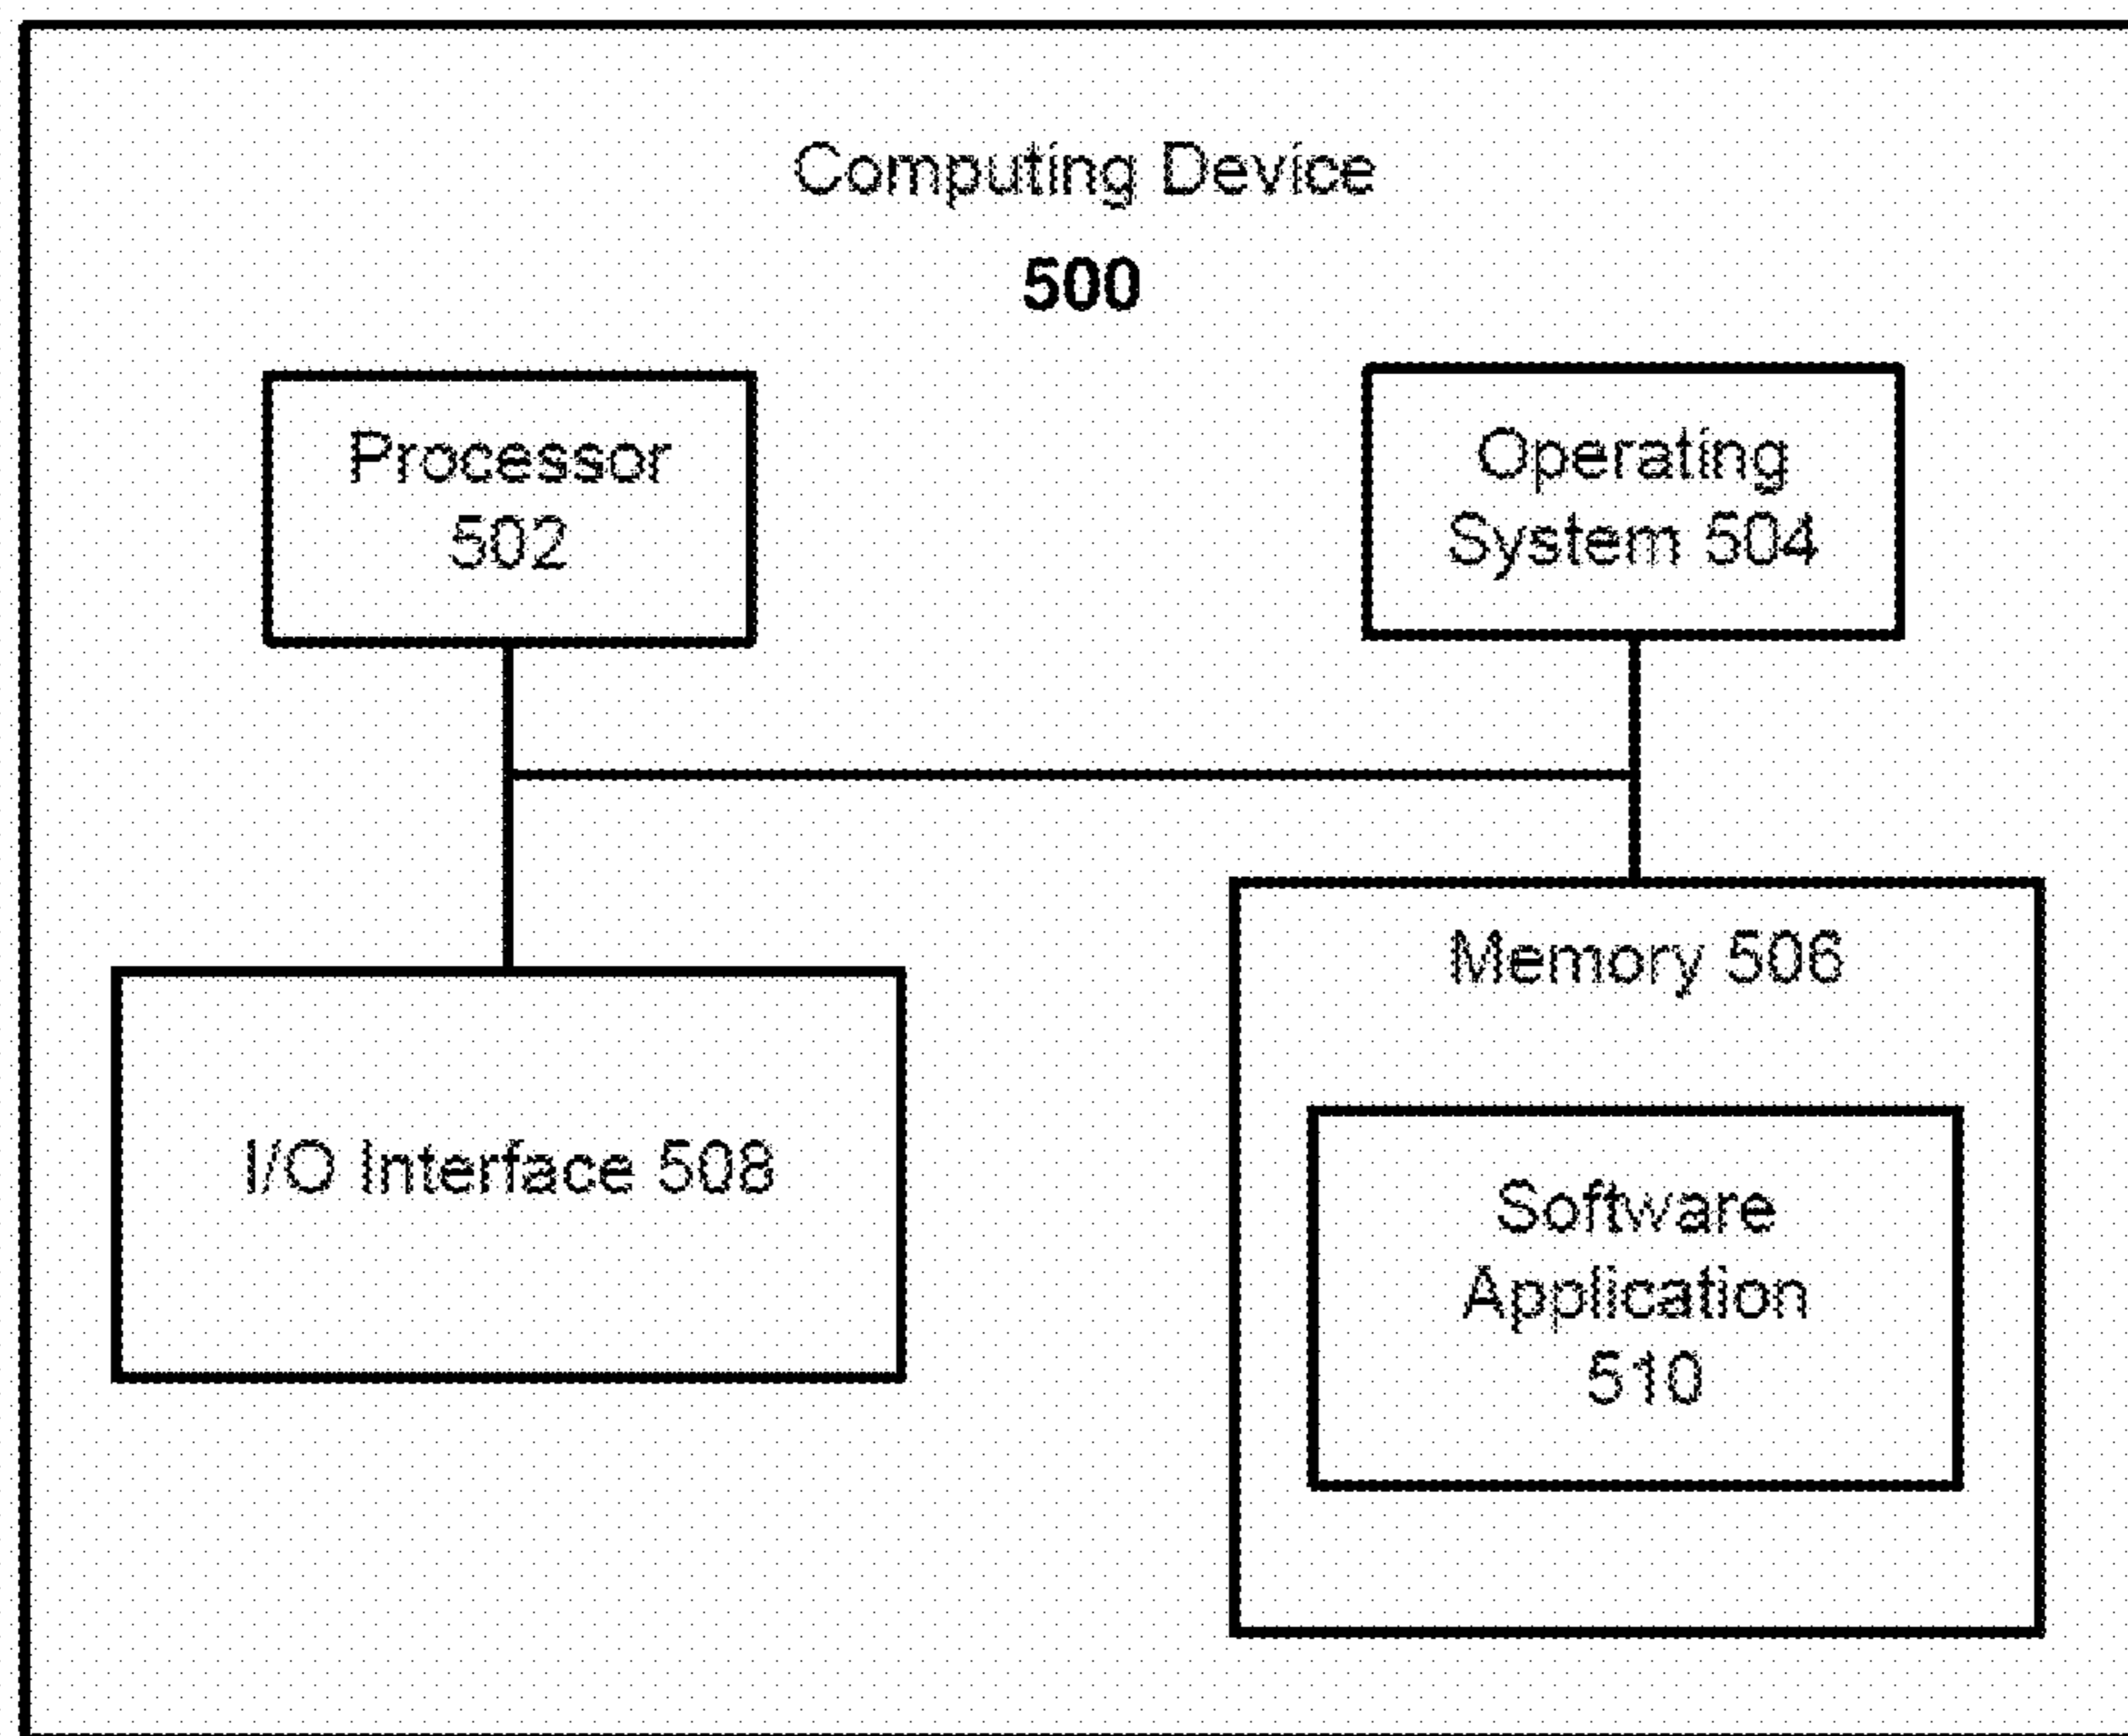 Computing Device
500
Processor
502
Operating
System 504
Memory 506
I/O Interface 508
Software
Application
510